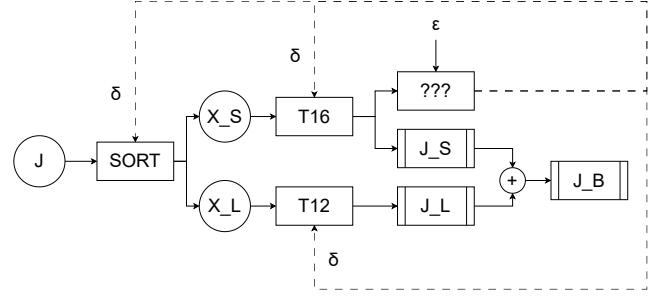 ε
δ
δ
X_S
T16
???
J
SORT
J_S
+
J_B
X_L
T12
J_L
δ